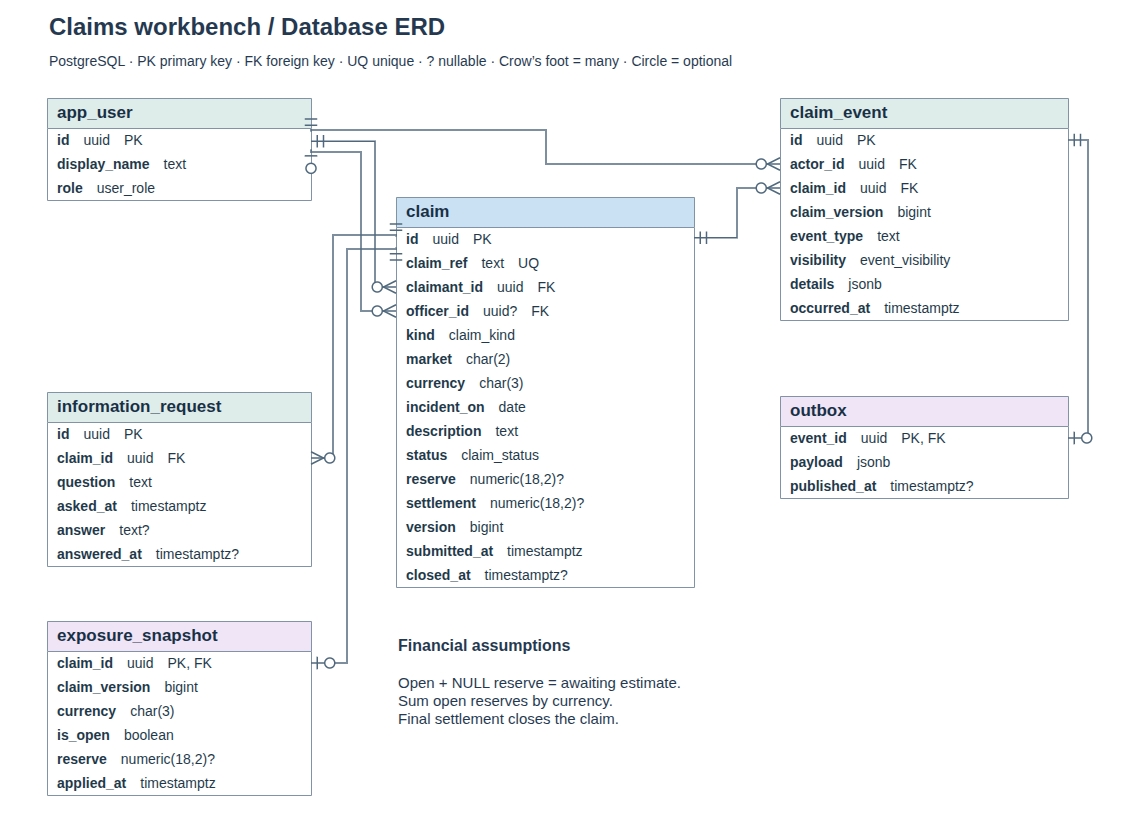 Claims workbench / Database ERD
PostgreSQL · PK primary key · FK foreign key · UQ unique · ? nullable · Crow’s foot = many · Circle = optional
app_user
id uuid PK
display_name text
role user_role
claim_event
id uuid PK
actor_id uuid FK
claim_id uuid FK
claim_version bigint
event_type text
visibility event_visibility
details jsonb
occurred_at timestamptz
claim
id uuid PK
claim_ref text UQ
claimant_id uuid FK
officer_id uuid? FK
kind claim_kind
market char(2)
currency char(3)
incident_on date
description text
status claim_status
reserve numeric(18,2)?
settlement numeric(18,2)?
version bigint
submitted_at timestamptz
closed_at timestamptz?
information_request
id uuid PK
claim_id uuid FK
question text
asked_at timestamptz
answer text?
answered_at timestamptz?
outbox
event_id uuid PK, FK
payload jsonb
published_at timestamptz?
exposure_snapshot
claim_id uuid PK, FK
claim_version bigint
currency char(3)
is_open boolean
reserve numeric(18,2)?
applied_at timestamptz
Financial assumptions
Open + NULL reserve = awaiting estimate.
Sum open reserves by currency.
Final settlement closes the claim.